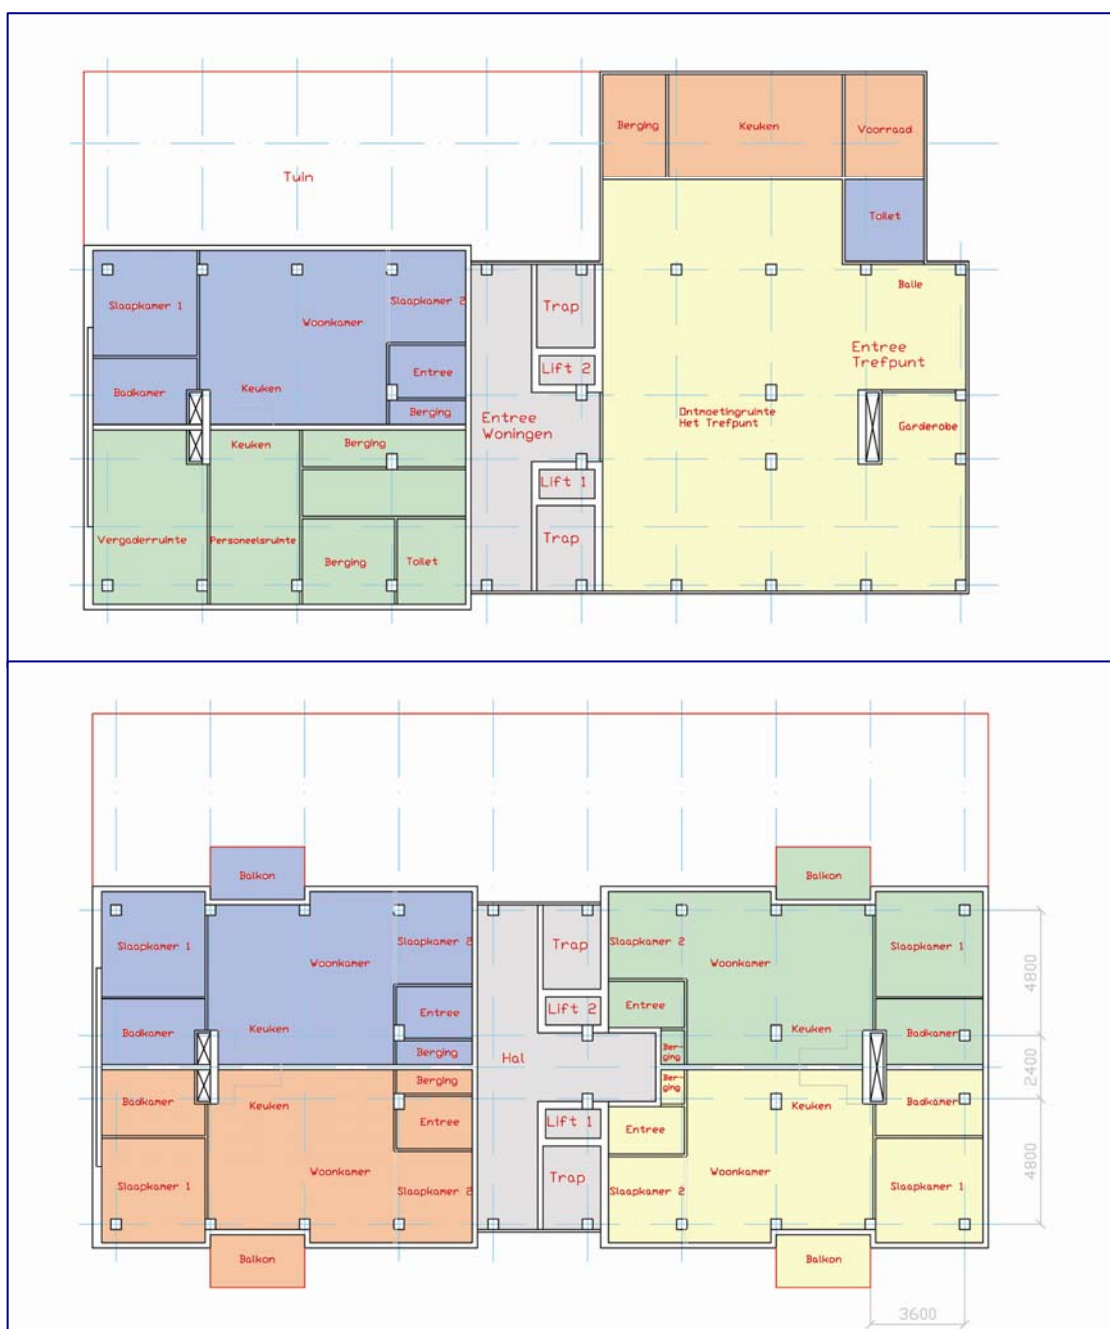 Berging
Keuken
Voorraad
Tuin
Toilet
Balie
Slaapkamer 1
Woonkamer
Slaapkamer 2
Trap
Entree
Trefpunt
Lift 2
Entree
Badkamer
Keuken
Berging
Entree
Woningen
Ontmoetingruimte
Het Trefpunt
Garderobe
Keuken
Berging
Lift 1
Vergaderruimte
Personeelsruimte
Berging
Toilet
Trap
Balkon
Balkon
Slaapkamer 1
Woonkamer
Slaapkamer 2
Trap
Slaapkamer 2
Woonkamer
Slaapkamer 1
4800
Entree
Lift 2
Entree
Badkamer
Keuken
Berging
Hal
Ber-
ging
Keuken
Badkamer
2400
Badkamer
Keuken
Berging
Ber-
ging
Keuken
Badkamer
Entree
Lift 1
Entree
Slaapkamer 1
Woonkamer
Slaapkamer 2
Trap
Slaapkamer 2
Woonkamer
Slaapkamer 1
4800
Balkon
Balkon
3600